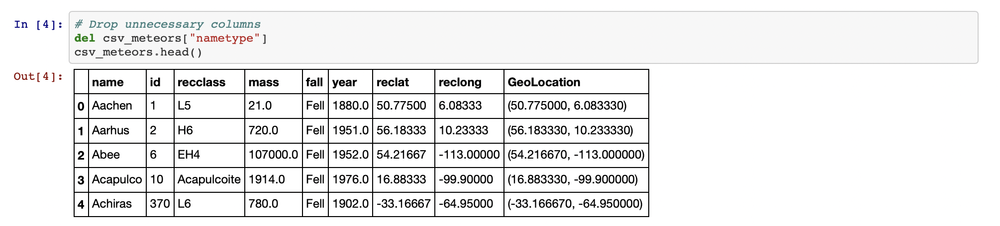 In [4]: # Drop unnecessary columns
del csv_meteors["nametype"]
csv_meteors.head()
Out[4]:
name id recclass mass fall year reclat reclong GeoLocation
0 Aachen 1 L5 21.0 Fell 1880.0 50.77500 6.08333 (50.775000, 6.083330)
1 Aarhus 2 H6 720.0 Fell 1951.0 56.18333 10.23333 (56.183330, 10.233330)
2 Abee 6 EH4 107000.0 Fell 1952.0 54.21667 -113.00000 (54.216670, -113.000000)
3 Acapulco 10 Acapulcoite 1914.0 Fell 1976.0 16.88333 -99.90000 (16.883330, -99.900000)
4 Achiras 370 L6 780.0 Fell 1902.0 -33.16667 -64.95000 (-33.166670, -64.950000)